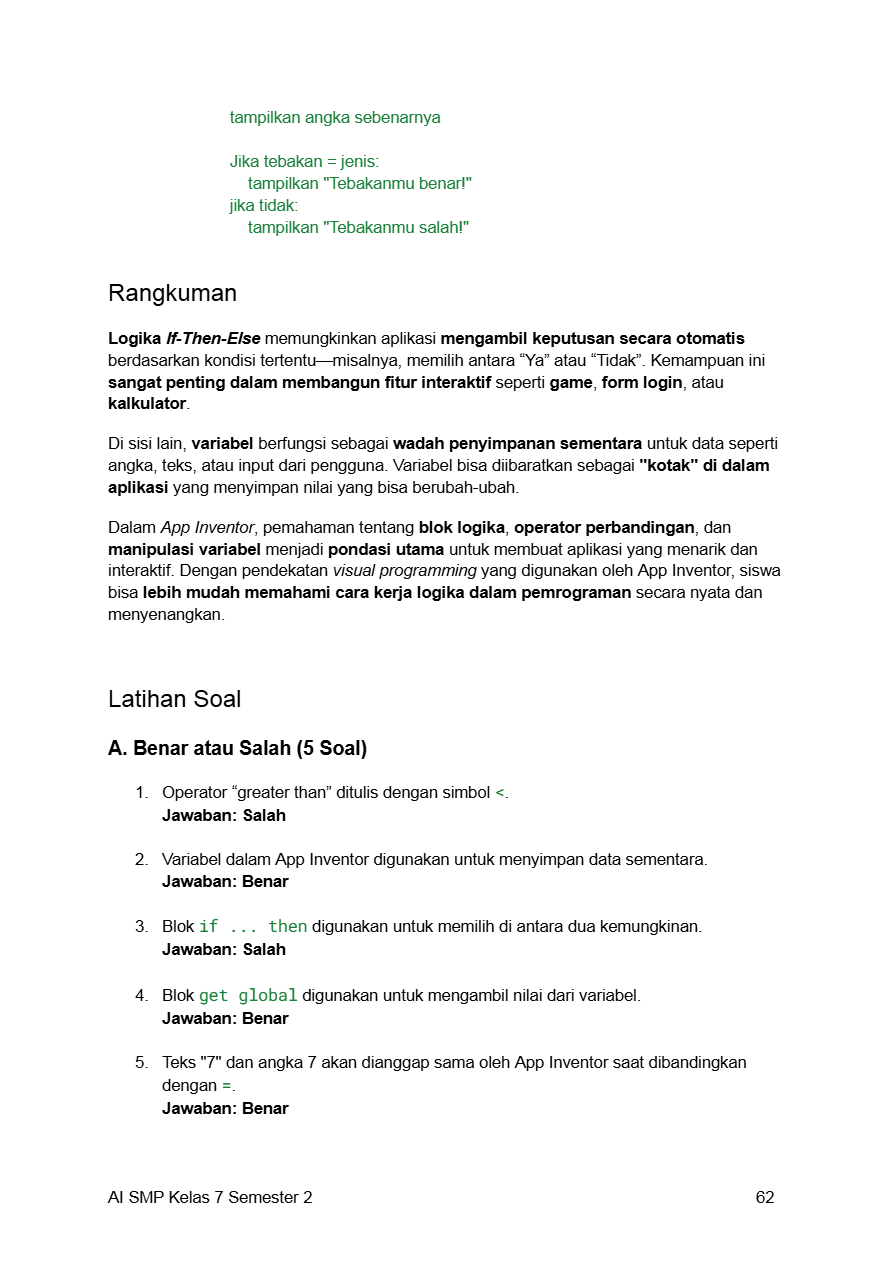 tampilkan angka sebenarnya
Jika tebakan = jenis:
tampilkan "Tebakanmu benar!"
jika tidak:
tampilkan "Tebakanmu salah!"
Rangkuman
Logika If-Then-Else memungkinkan aplikasi mengambil keputusan secara otomatis
berdasarkan kondisi tertentu—misalnya, memilih antara “Ya” atau “Tidak”. Kemampuan ini
sangat penting dalam membangun fitur interaktif seperti game, form login, atau
kalkulator.
Di sisi lain, variabel berfungsi sebagai wadah penyimpanan sementara untuk data seperti
angka, teks, atau input dari pengguna. Variabel bisa diibaratkan sebagai "kotak" di dalam
aplikasi yang menyimpan nilai yang bisa berubah-ubah.
Dalam App Inventor, pemahaman tentang blok logika, operator perbandingan, dan
manipulasi variabel menjadi pondasi utama untuk membuat aplikasi yang menarik dan
interaktif. Dengan pendekatan visual programming yang digunakan oleh App Inventor, siswa
bisa lebih mudah memahami cara kerja logika dalam pemrograman secara nyata dan
menyenangkan.
Latihan Soal
A. Benar atau Salah (5 Soal)
1. Operator “greater than” ditulis dengan simbol <.
Jawaban: Salah
2. Variabel dalam App Inventor digunakan untuk menyimpan data sementara.
Jawaban: Benar
3. Blok if ... then digunakan untuk memilih di antara dua kemungkinan.
Jawaban: Salah
4. Blok get global digunakan untuk mengambil nilai dari variabel.
Jawaban: Benar
5. Teks "7" dan angka 7 akan dianggap sama oleh App Inventor saat dibandingkan
dengan =.
Jawaban: Benar
AI SMP Kelas 7 Semester 2 62